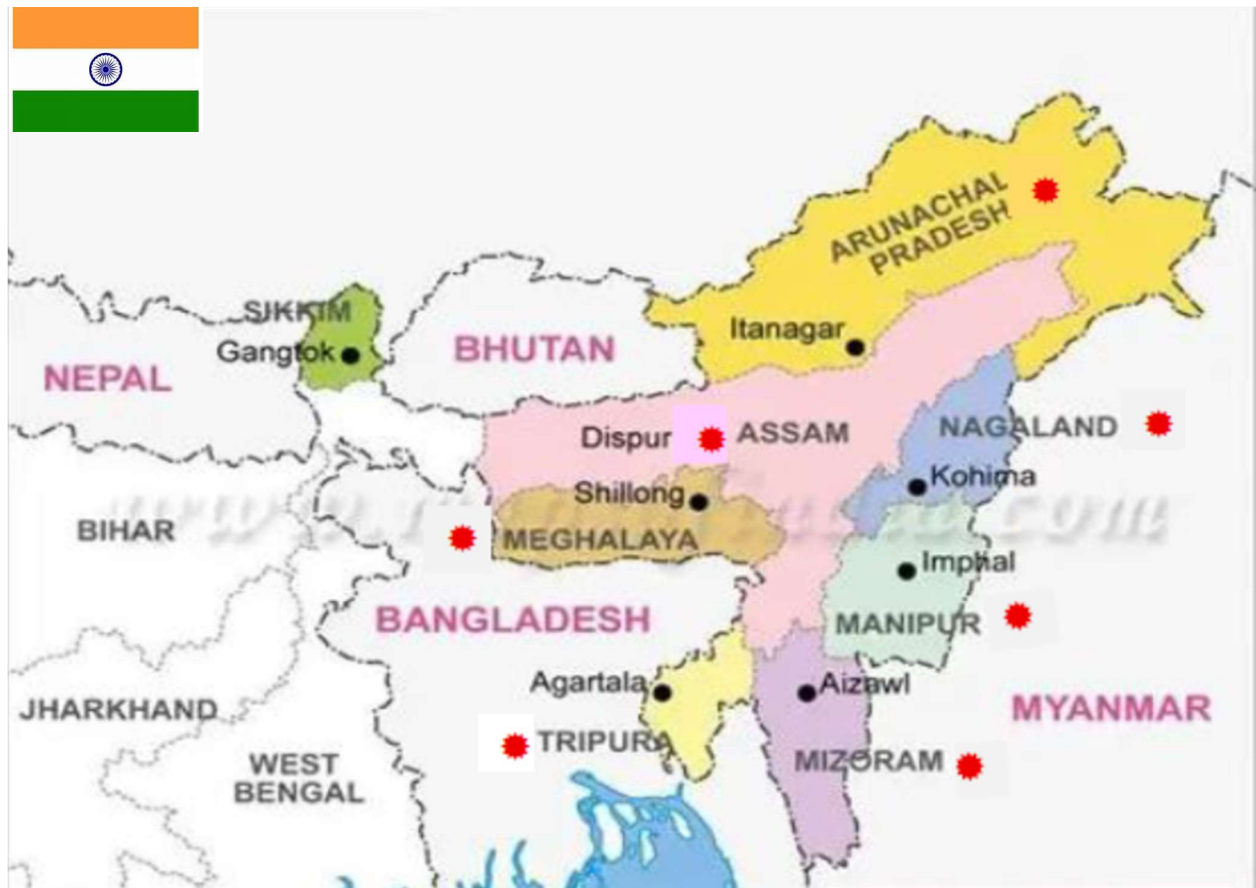 ARUNACHAL
PRADESH
SIKKIM
Gangtok
Itanagar
BHUTAN
NEPAL
Dispur
ASSAM
NAGALAND
Kohima
Shillong
BIHAR
MEGHALAYA
Imphal
BANGLADESH
MANIPUR
Agartala
Aizawl
JHARKHAND
MYANMAR
TRIPURA
MIZORAM
WEST
BENGAL